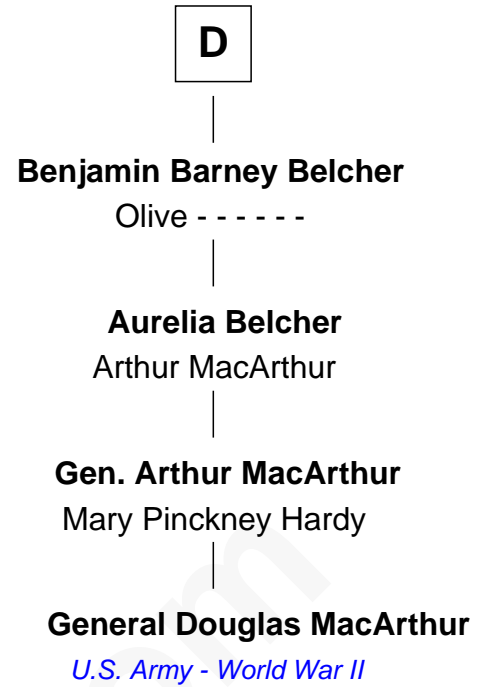 D
Benjamin Barney Belcher
Olive - - - - - -
Aurelia Belcher
Arthur MacArthur
Gen. Arthur MacArthur
Mary Pinckney Hardy
General Douglas MacArthur
U.S. Army - World War II